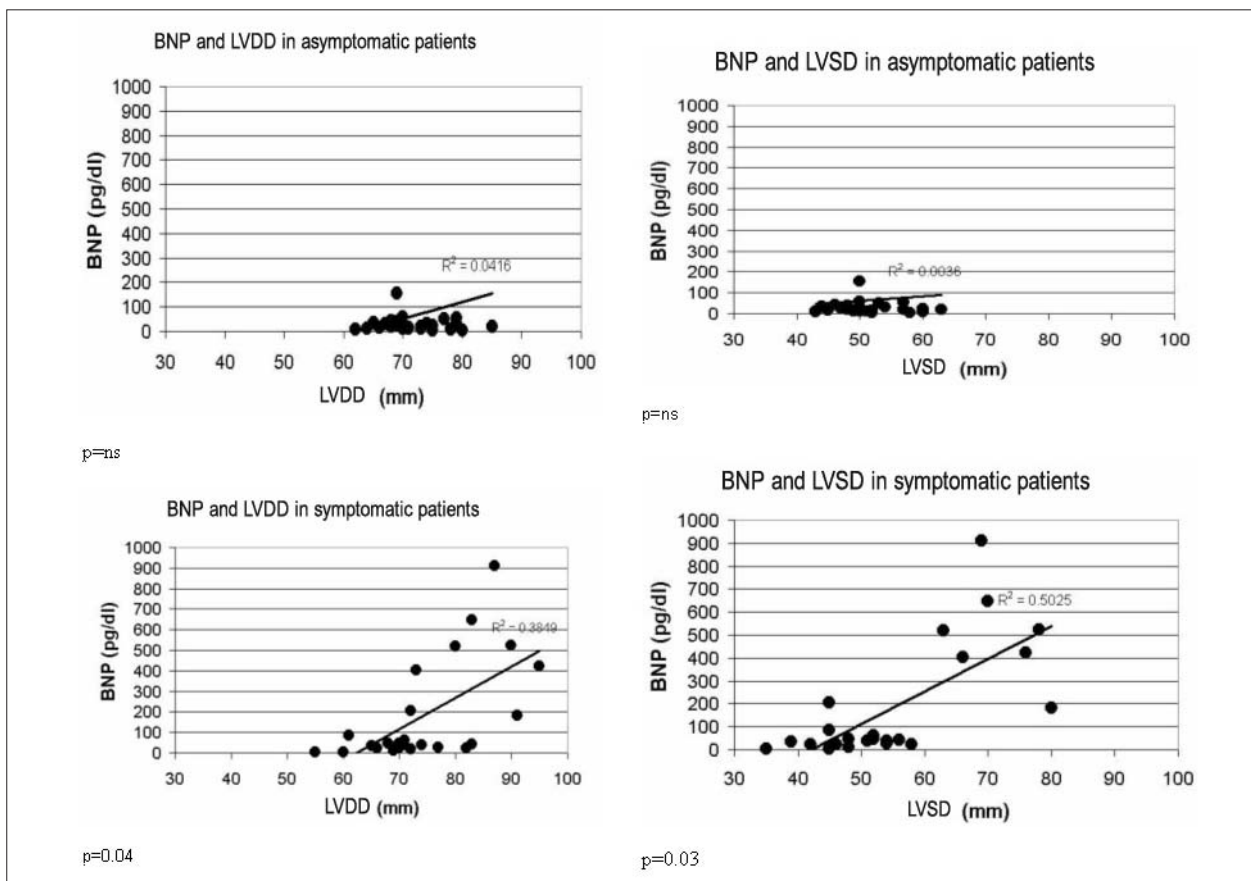 BNP and LVDD in asymptomatic patients
BNP (pg/dl)
1000
900
800
700
600
500
400
300
200
100
0
R² = 0.0416
30 40 50 60 70 80 90 100
LVDD (mm)
p=ns
BNP and LVSD in asymptomatic patients
BNP (pg/dl)
1000
900
800
700
600
500
400
300
200
100
0
R² = 0.0036
30 40 50 60 70 80 90 100
LVSD (mm)
p=ns
BNP and LVDD in symptomatic patients
BNP (pg/dl)
1000
900
800
700
600
500
400
300
200
100
0
R² = 0.3849
30 40 50 60 70 80 90 100
LVDD (mm)
p=0.04
BNP and LVSD in symptomatic patients
BNP (pg/dl)
1000
900
800
700
600
500
400
300
200
100
0
R² = 0.5025
30 40 50 60 70 80 90 100
LVSD (mm)
p=0.03